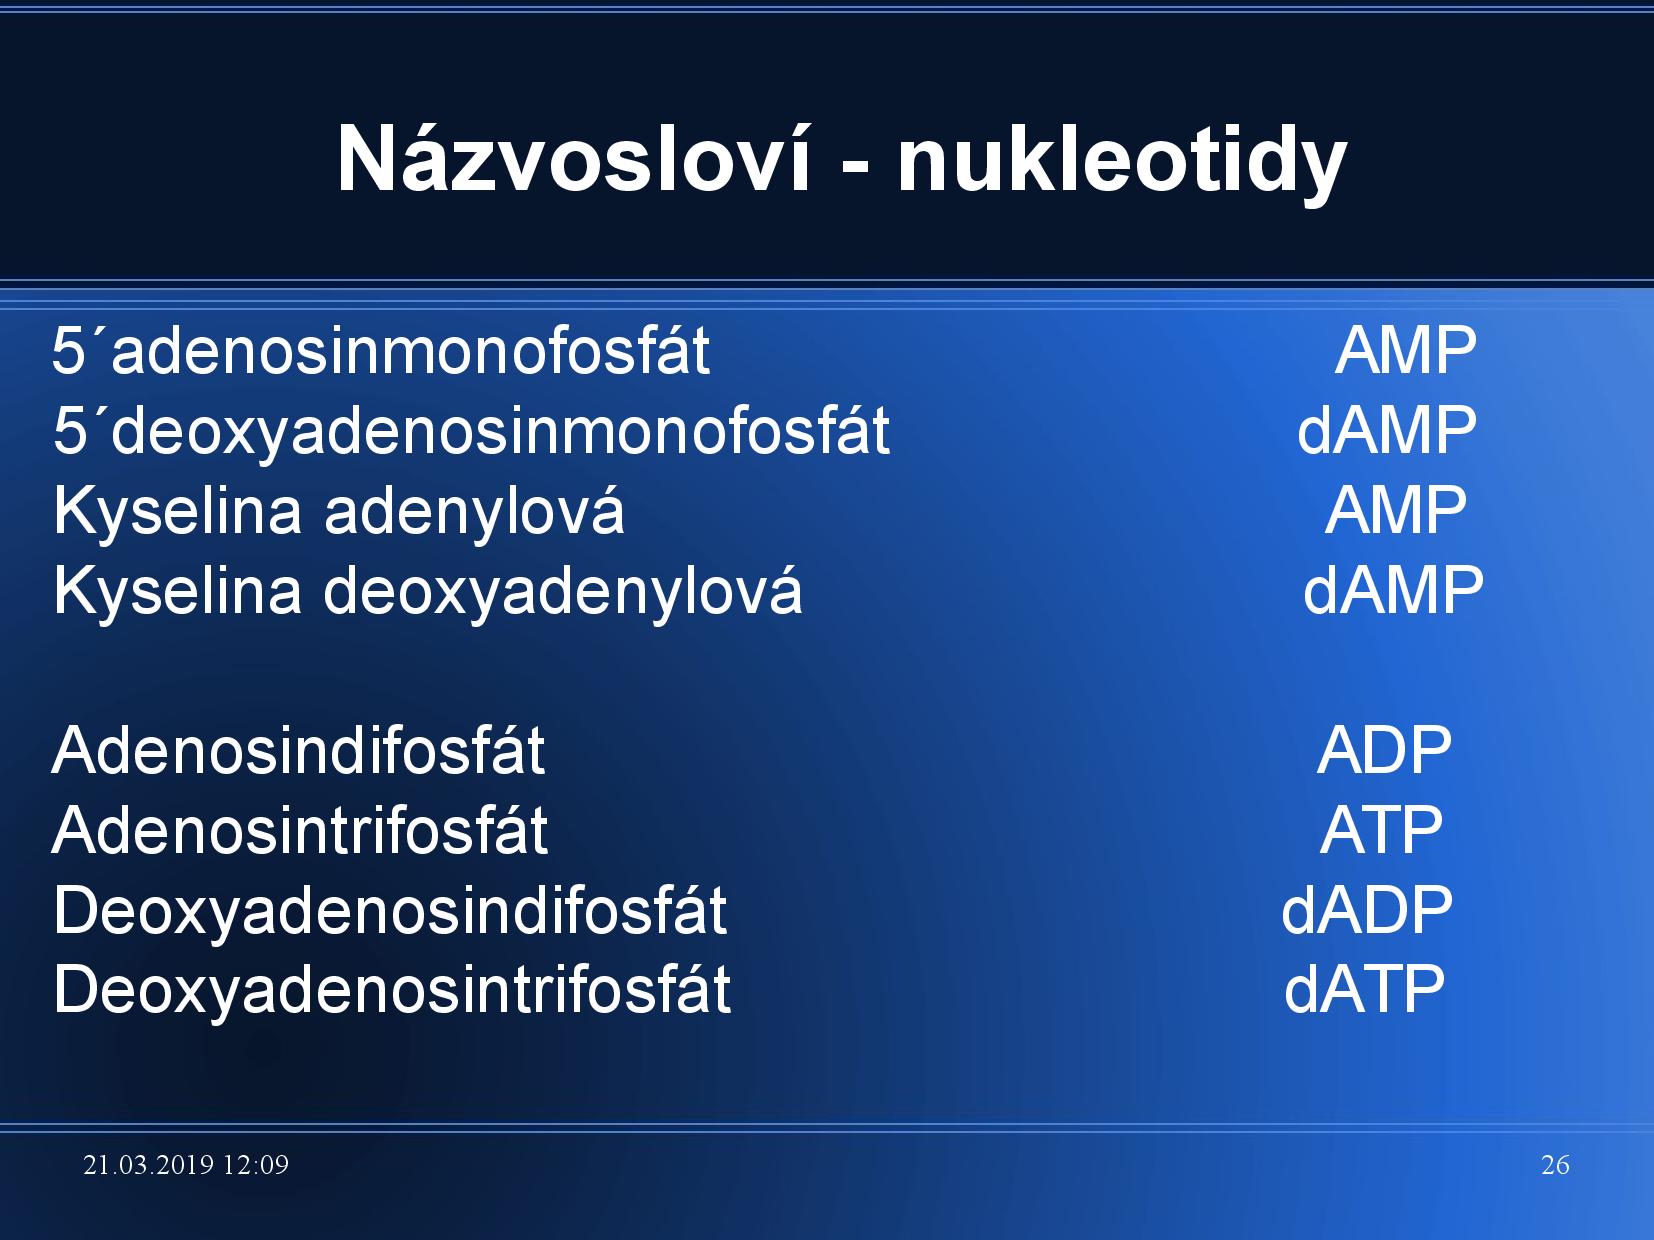 Názvosloví - nukleotidy
5´adenosinmonofosfát AMP
5´deoxyadenosinmonofosfát dAMP
Kyselina adenylová AMP
Kyselina deoxyadenylová dAMP
Adenosindifosfát ADP
Adenosintrifosfát ATP
Deoxyadenosindifosfát dADP
Deoxyadenosintrifosfát dATP
21.03.2019 12:09 26